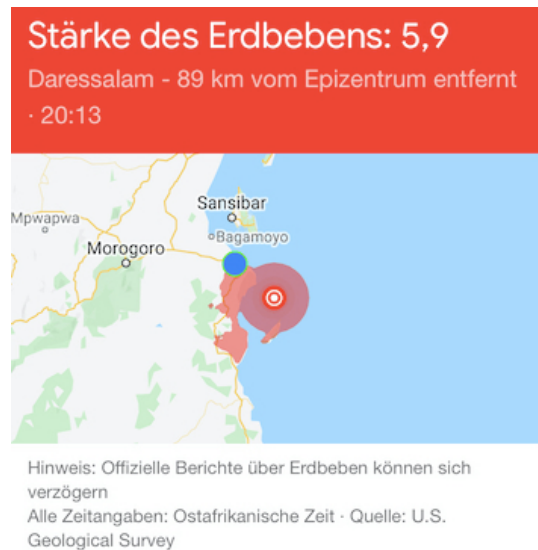 Stärke des Erdbebens: 5,9
Daressalam - 89 km vom Epizentrum entfernt
· 20:13
Sansibar
Mpwapwa
Bagamoyo
Morogoro
Hinweis: Offizielle Berichte über Erdbeben können sich
verzögern
Alle Zeitangaben: Ostafrikanische Zeit · Quelle: U.S.
Geological Survey